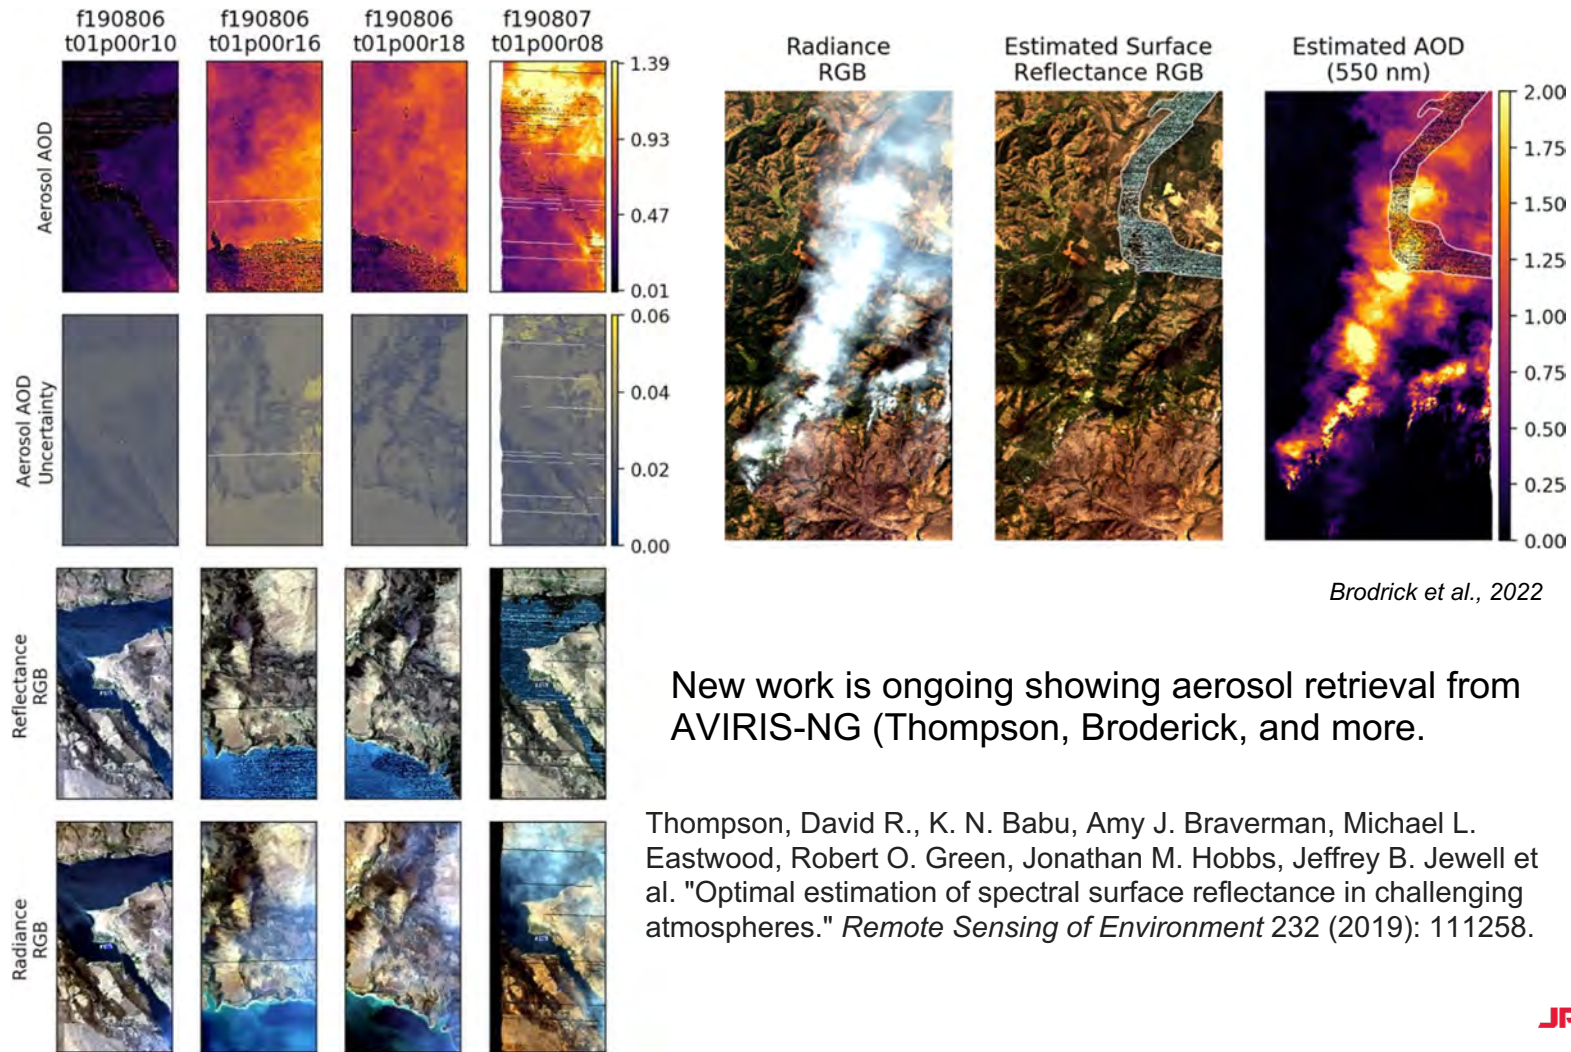 f190806 f190806 f190806 f190807
t01p00r10 t01p00r16 t01p00r18 t01p00r08
Aerosol AOD
1.39
0.93
0.47
0.01
Aerosol AOD
Uncertainty
0.06
0.04
0.02
0.00
Reflectance
RGB
Radiance
RGB
Radiance
RGB
Estimated Surface
Reflectance RGB
Estimated AOD
(550 nm)
2.00
1.75
1.50
1.25
1.00
0.75
0.50
0.25
0.00
Brodrick et al., 2022
New work is ongoing showing aerosol retrieval from
AVIRIS-NG (Thompson, Broderick, and more.
Thompson, David R., K. N. Babu, Amy J. Braverman, Michael L.
Eastwood, Robert O. Green, Jonathan M. Hobbs, Jeffrey B. Jewell et
al. "Optimal estimation of spectral surface reflectance in challenging
atmospheres." Remote Sensing of Environment 232 (2019): 111258.